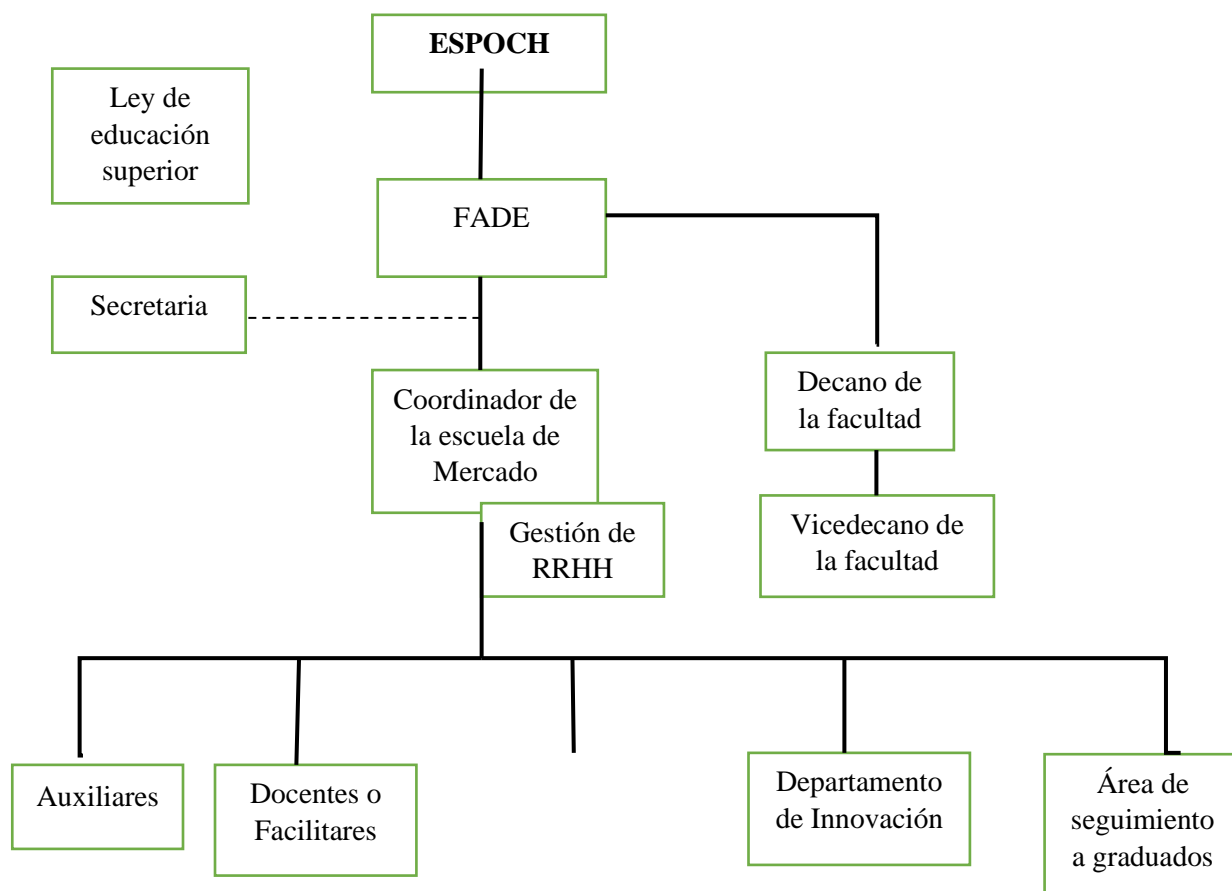 ESPOCH
Ley de
educación
superior
FADE
Secretaria
Coordinador de
la escuela de
Mercado
Decano de
la facultad
Gestión de
RRHH
Vicedecano de
la facultad
Auxiliares
Docentes o
Facilitares
Departamento
de Innovación
Área de
seguimiento
a graduados